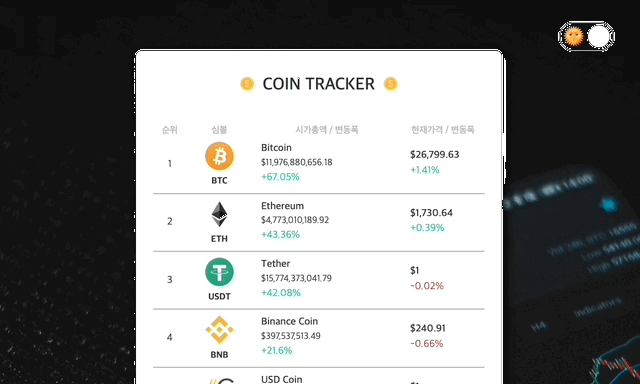 COIN TRACKER
순위 심볼 시가총액 / 변동폭 현재가격 / 변동폭
1 BTC Bitcoin $26,799.63
$11,976,880,656.18 +1.41%
+67.05%
2 ETH Ethereum $1,730.64
$4,773,010,189.92 +0.39%
+43.36%
3 USDT Tether $1
$15,774,373,041.79 -0.02%
+42.08%
4 BNB Binance Coin $240.91
$397,537,513.49 -0.66%
+21.6%
USD Coin
Indicators
H4